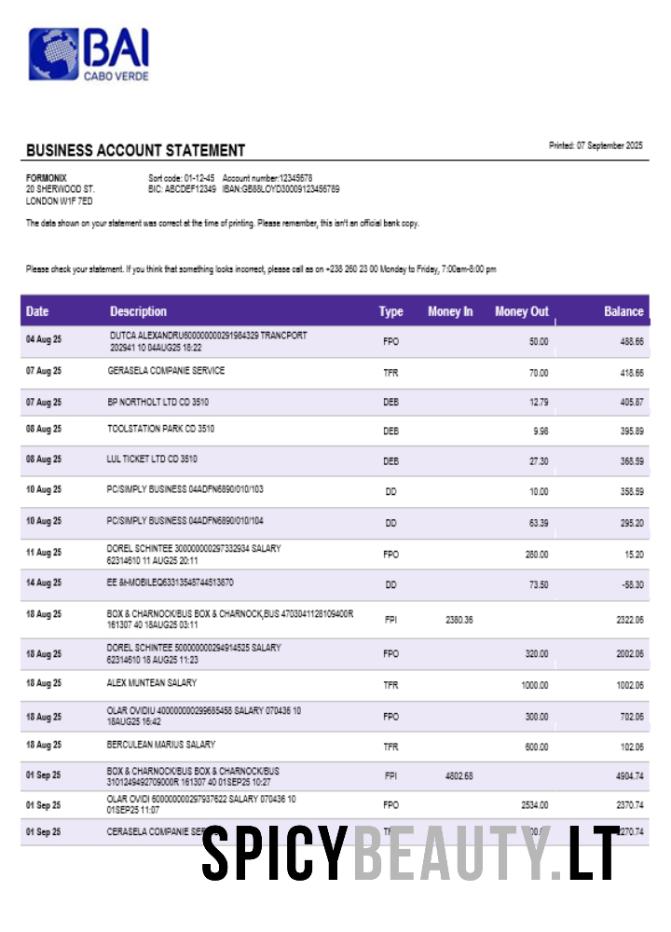 BAI
CABO VERDE
BUSINESS ACCOUNT STATEMENT
Printed: 07 September 2025
FORMONIX
20 SHERWOOD ST.
LONDON W1F 7ED
Sort code: 01-12-45 Account number:12345678
BIC: ABCDEF12349 IBAN:GB88LOYD30009123456789
The data shown on your statement was correct at the time of printing. Please remember, this isn't an official bank copy.
Please check your statement. If you think that something looks incorrect, please call as on +238 260 23 00 Monday to Friday, 7:00am-8:00 pm
Date Description Type Money In Money Out Balance
04 Aug 25 DUTCA ALEXANDRU600000000291984329 TRANCPORT FPO 50.00 488.66
202941 10 04AUG25 18:22
07 Aug 25 GERASELA COMPANIE SERVICE TFR 70.00 418.66
07 Aug 25 BP NORTHOLT LTD CD 3510 DEB 12.79 405.87
08 Aug 25 TOOLSTATION PARK CD 3510 DEB 9.98 395.89
08 Aug 25 LUL TICKET LTD CD 3510 DEB 27.30 368.59
10 Aug 25 PC/SIMPLY BUSINESS 04ADFN6890/010/103 DD 10.00 358.59
10 Aug 25 PC/SIMPLY BUSINESS 04ADFN6890/010/104 DD 63.39 295.20
11 Aug 25 DOREL SCHINTEE 300000000297332934 SALARY FPO 280.00 15.20
62314610 11 AUG25 20:11
14 Aug 25 EE &I-MOBILEQ63313548744513870 DD 73.50 -58.30
18 Aug 25 BOX & CHARNOCK/BUS BOX & CHARNOCK,BUS 4703041128109400R FPI 2380.36 2322.06
161307 40 18AUG25 03:11
18 Aug 25 DOREL SCHINTEE 500000000294914525 SALARY FPO 320.00 2002.06
62314610 18 AUG25 11:23
18 Aug 25 ALEX MUNTEAN SALARY TFR 1000.00 1002.06
18 Aug 25 OLAR OVIDIU 400000000299685458 SALARY 070436 10 FPO 300.00 702.06
18AUG25 16:42
18 Aug 25 BERCULEAN MARIUS SALARY TFR 600.00 102.06
01 Sep 25 BOX & CHARNOCK/BUS BOX & CHARNOCK/BUS FPI 4802.68 4904.74
3101249492709000R 161307 40 01SEP25 10:27
01 Sep 25 OLAR OVIDI 600000000297937622 SALARY 070436 10 FPO 2534.00 2370.74
01SEP25 11:07
01 Sep 25 CERASELA COMPANIE 2270.74
SPICYBEAUTY.LT